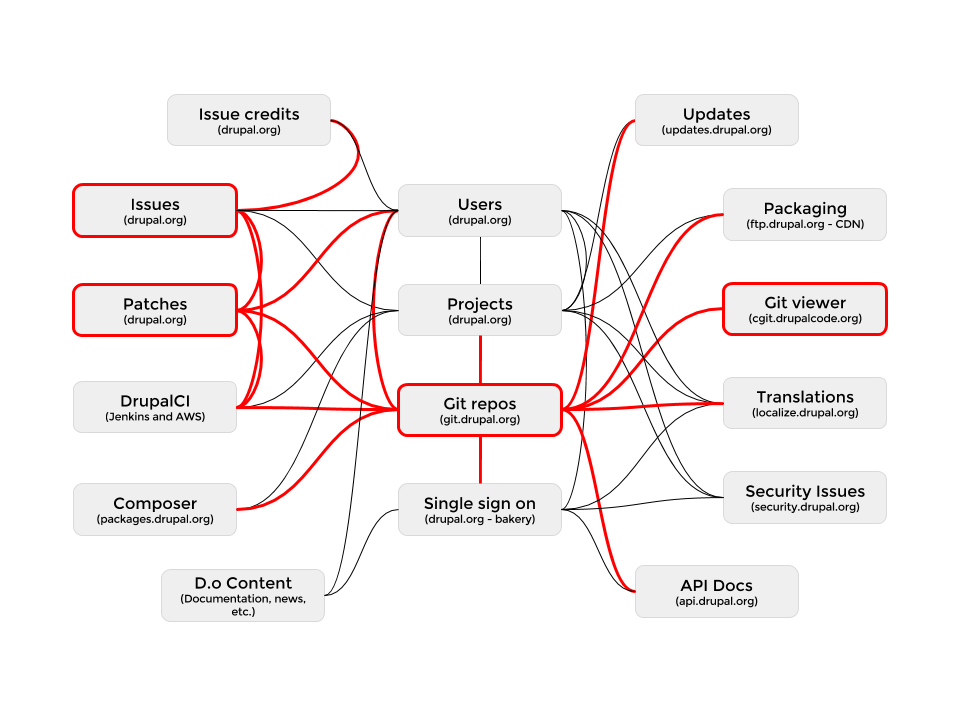 Issue credits
(drupal.org)
Updates
(updates.drupal.org)
Issues
(drupal.org)
Users
(drupal.org)
Packaging
(ftp.drupal.org - CDN)
Patches
(drupal.org)
Projects
(drupal.org)
Git viewer
(cgit.drupalcode.org)
DrupalCI
(Jenkins and AWS)
Git repos
(git.drupal.org)
Translations
(localize.drupal.org)
Composer
(packages.drupal.org)
Single sign on
(drupal.org - bakery)
Security Issues
(security.drupal.org)
D.o Content
(Documentation, news,
etc.)
API Docs
(api.drupal.org)